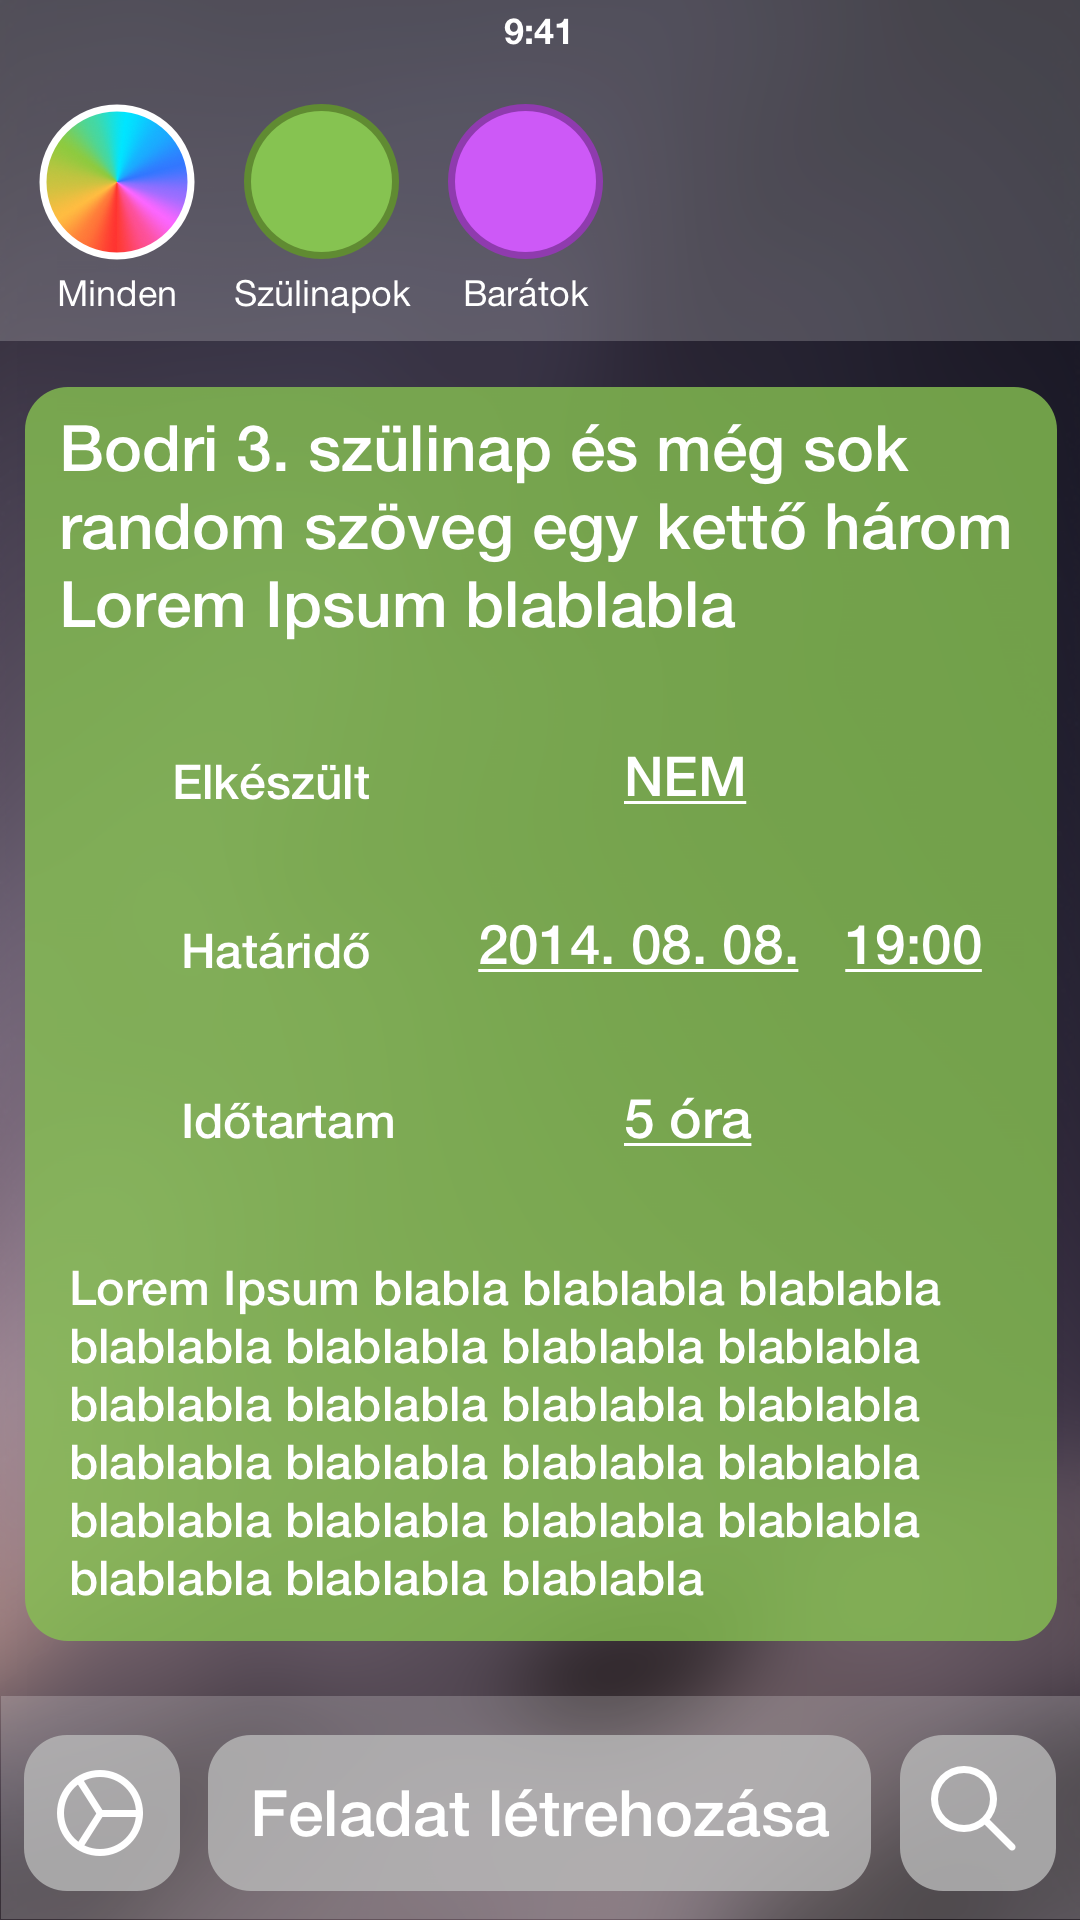 9:41
Minden Szülinapok Barátok
Bodri 3. szülinap és még sok
random szöveg egy kettő három
Lorem Ipsum blablabla
Elkészült NEM
Határidő 2014. 08. 08. 19:00
Időtartam 5 óra
Lorem Ipsum blabla blablabla blablabla
blablabla blablabla blablabla blablabla
blablabla blablabla blablabla blablabla
blablabla blablabla blablabla blablabla
blablabla blablabla blablabla blablabla
blablabla blablabla blablabla
Feladat létrehozása